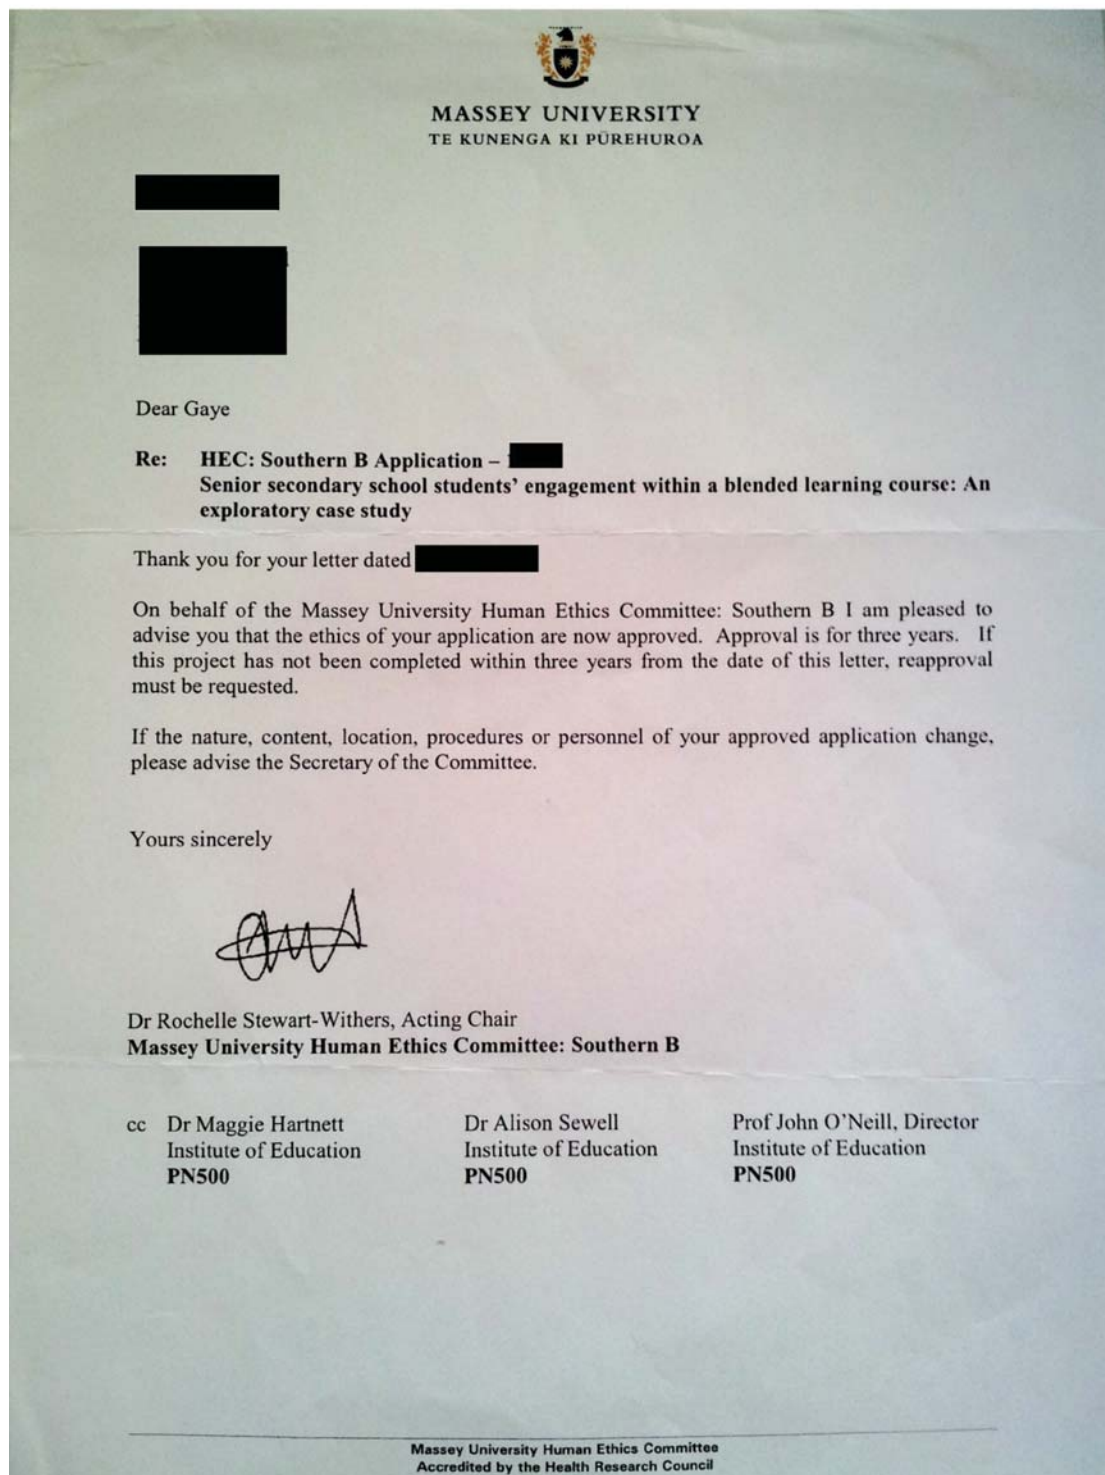 MASSEY UNIVERSITY
TE KUNENGA KI PŪREHUROA
Dear Gaye
Re: HEC: Southern B Application –
Senior secondary school students' engagement within a blended learning course: An
exploratory case study
Thank you for your letter dated
On behalf of the Massey University Human Ethics Committee: Southern B I am pleased to
advise you that the ethics of your application are now approved. Approval is for three years. If
this project has not been completed within three years from the date of this letter, reapproval
must be requested.
If the nature, content, location, procedures or personnel of your approved application change,
please advise the Secretary of the Committee.
Yours sincerely
Dr Rochelle Stewart-Withers, Acting Chair
Massey University Human Ethics Committee: Southern B
cc Dr Maggie Hartnett Dr Alison Sewell Prof John O'Neill, Director
Institute of Education Institute of Education Institute of Education
PN500 PN500 PN500
Massey University Human Ethics Committee
Accredited by the Health Research Council